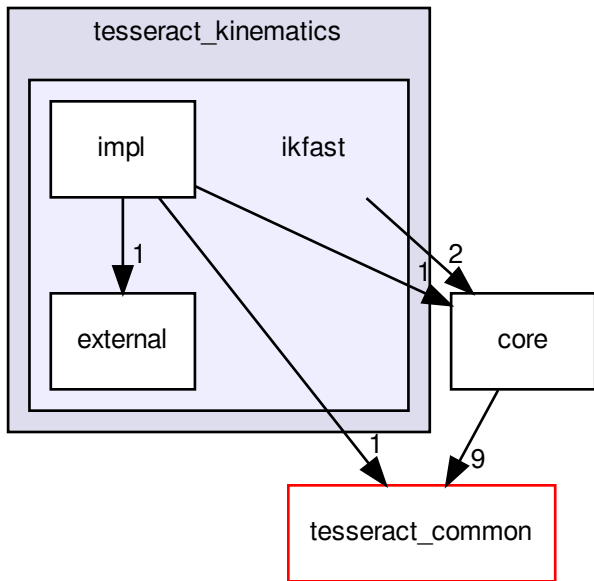 tesseract_kinematics
impl
ikfast
1
2
1
external
core
1
9
tesseract_common